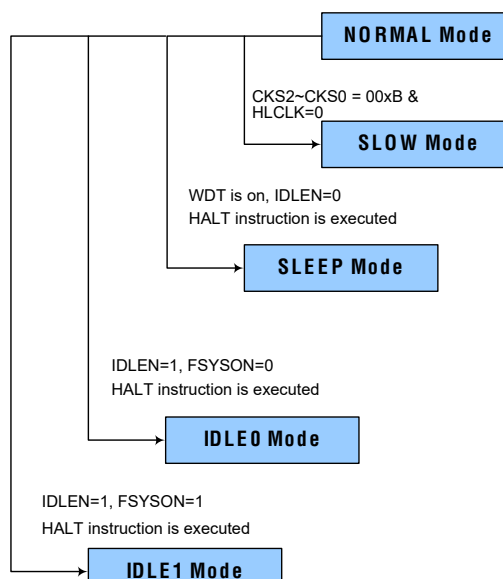 NORMAL Mode
CKS2~CKS0 = 00xB &
HLCLK=0
SLOW Mode
WDT is on, IDLEN=0
HALT instruction is executed
SLEEP Mode
IDLEN=1, FSYSON=0
HALT instruction is executed
IDLE0 Mode
IDLEN=1, FSYSON=1
HALT instruction is executed
IDLE1 Mode